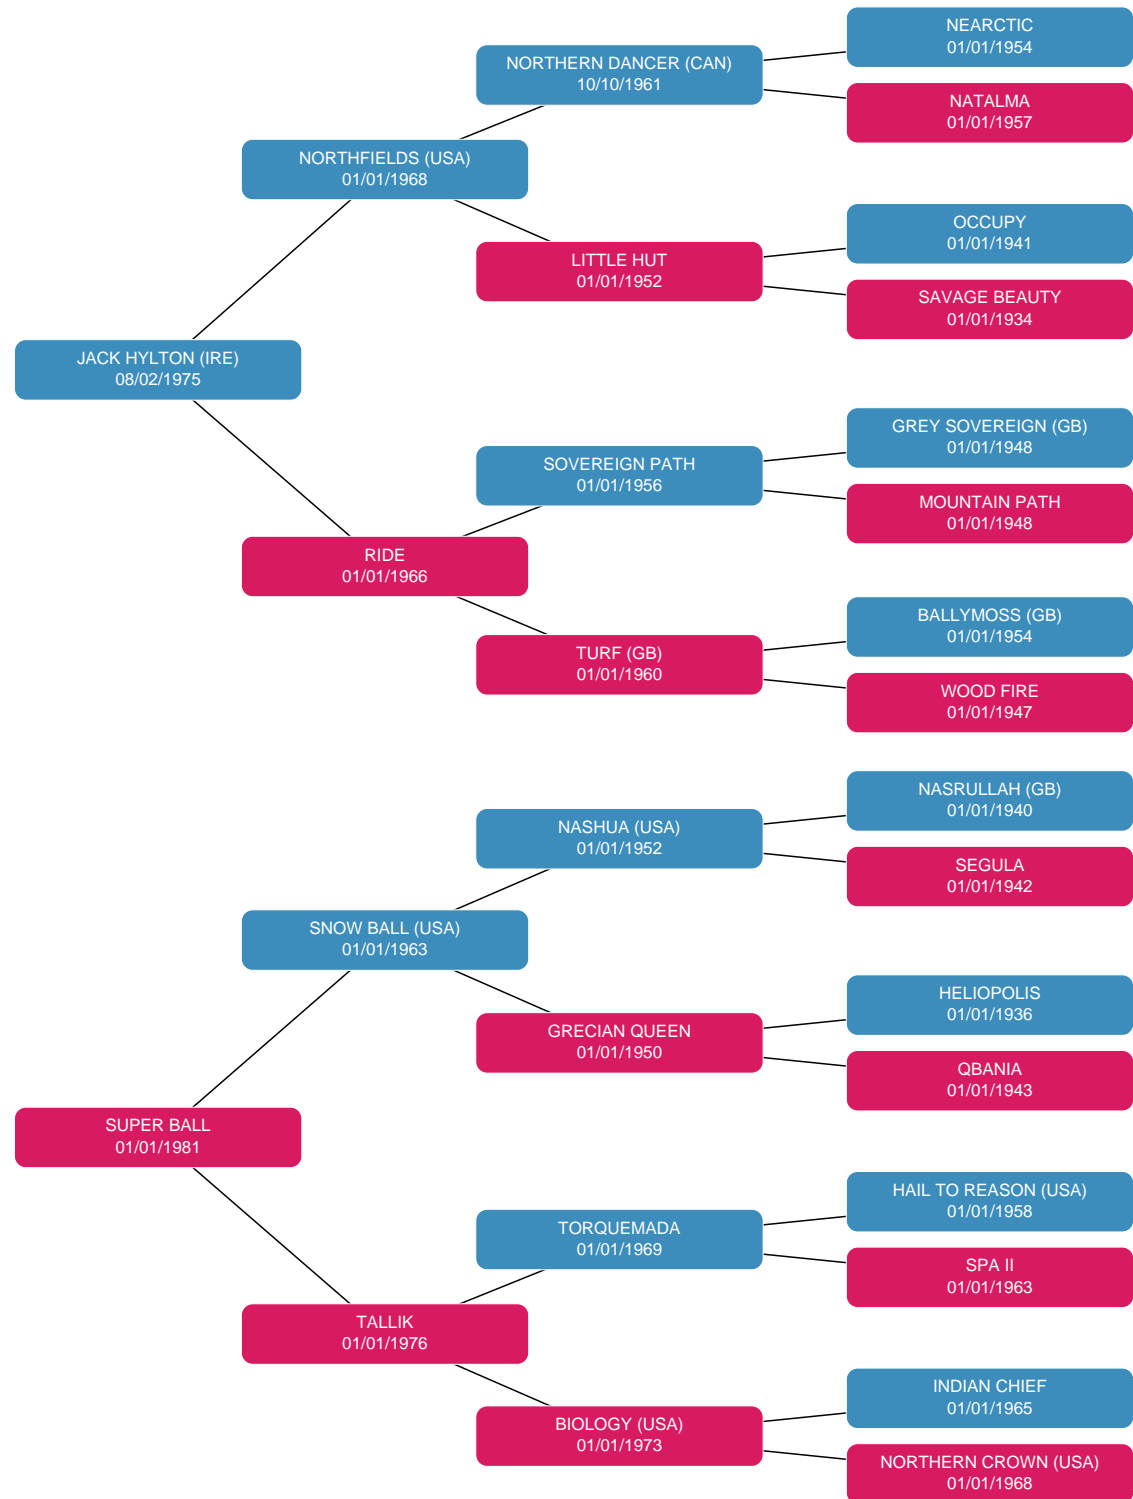 NEARCTIC
01/01/1954
NORTHERN DANCER (CAN)
10/10/1961
NATALMA
01/01/1957
NORTHFIELDS (USA)
01/01/1968
OCCUPY
01/01/1941
LITTLE HUT
01/01/1952
SAVAGE BEAUTY
01/01/1934
JACK HYLTON (IRE)
08/02/1975
GREY SOVEREIGN (GB)
01/01/1948
SOVEREIGN PATH
01/01/1956
MOUNTAIN PATH
01/01/1948
RIDE
01/01/1966
BALLYMOSS (GB)
01/01/1954
TURF (GB)
01/01/1960
WOOD FIRE
01/01/1947
NASRULLAH (GB)
01/01/1940
NASHUA (USA)
01/01/1952
SEGULA
01/01/1942
SNOW BALL (USA)
01/01/1963
HELIOPOLIS
01/01/1936
GRECIAN QUEEN
01/01/1950
QBANIA
01/01/1943
SUPER BALL
01/01/1981
HAIL TO REASON (USA)
01/01/1958
TORQUEMADA
01/01/1969
SPA II
01/01/1963
TALLIK
01/01/1976
INDIAN CHIEF
01/01/1965
BIOLOGY (USA)
01/01/1973
NORTHERN CROWN (USA)
01/01/1968